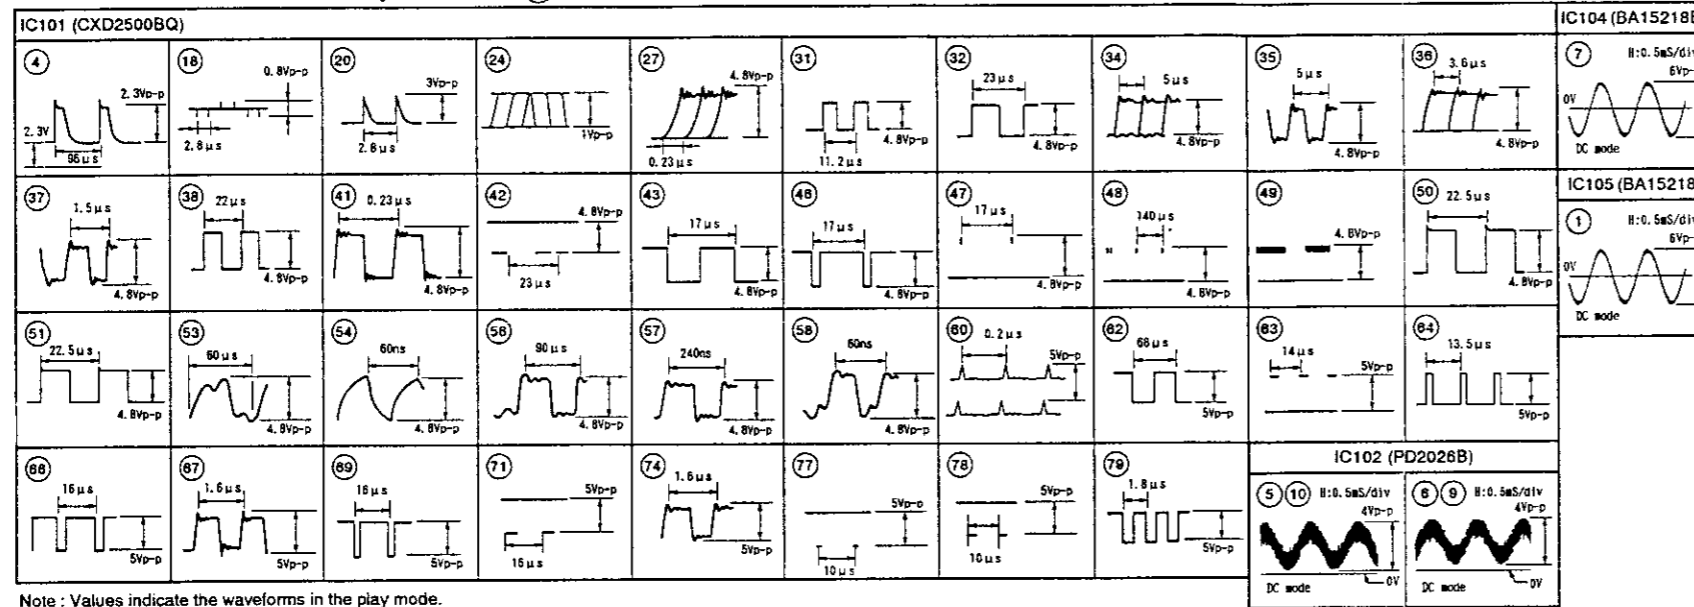 IC101 (CXD2500BQ)
IC104 (BA15218
4
2.3Vp-p
2.3V
96μs
18
0.8Vp-p
2.8μs
20
3Vp-p
2.8μs
24
1Vp-p
27
4.8Vp-p
0.23μs
31
4.8Vp-p
11.2μs
32
23μs
4.8Vp-p
34
5μs
4.8Vp-p
35
5μs
4.8Vp-p
36
3.6μs
4.8Vp-p
7
H:0.5mS/div
6Vp-
0V
DC mode
37
1.5μs
4.8Vp-p
38
22μs
4.8Vp-p
41
0.23μs
4.8Vp-p
42
4.8Vp-p
23μs
43
17μs
4.8Vp-p
46
17μs
4.8Vp-p
47
17μs
4.8Vp-p
48
140μs
4.8Vp-p
49
4.8Vp-p
50
22.5μs
4.8Vp-p
IC105 (BA15218
1
H:0.5mS/div
6Vp-
0V
DC mode
51
22.5μs
4.8Vp-p
53
60μs
4.8Vp-p
54
60ns
4.8Vp-p
56
90μs
4.8Vp-p
57
240ns
4.8Vp-p
58
60ns
4.8Vp-p
60
0.2μs
5Vp-p
62
68μs
5Vp-p
63
14μs
5Vp-p
64
13.5μs
5Vp-p
66
16μs
5Vp-p
67
1.6μs
5Vp-p
69
16μs
5Vp-p
71
5Vp-p
16μs
74
1.6μs
5Vp-p
77
5Vp-p
10μs
78
5Vp-p
10μs
79
1.8μs
5Vp-p
IC102 (PD2026B)
5 10 H:0.5mS/div
4Vp-p
0V
DC mode
6 9 H:0.5mS/div
4Vp-p
0V
DC mode
Note : Values indicate the waveforms in the play mode.